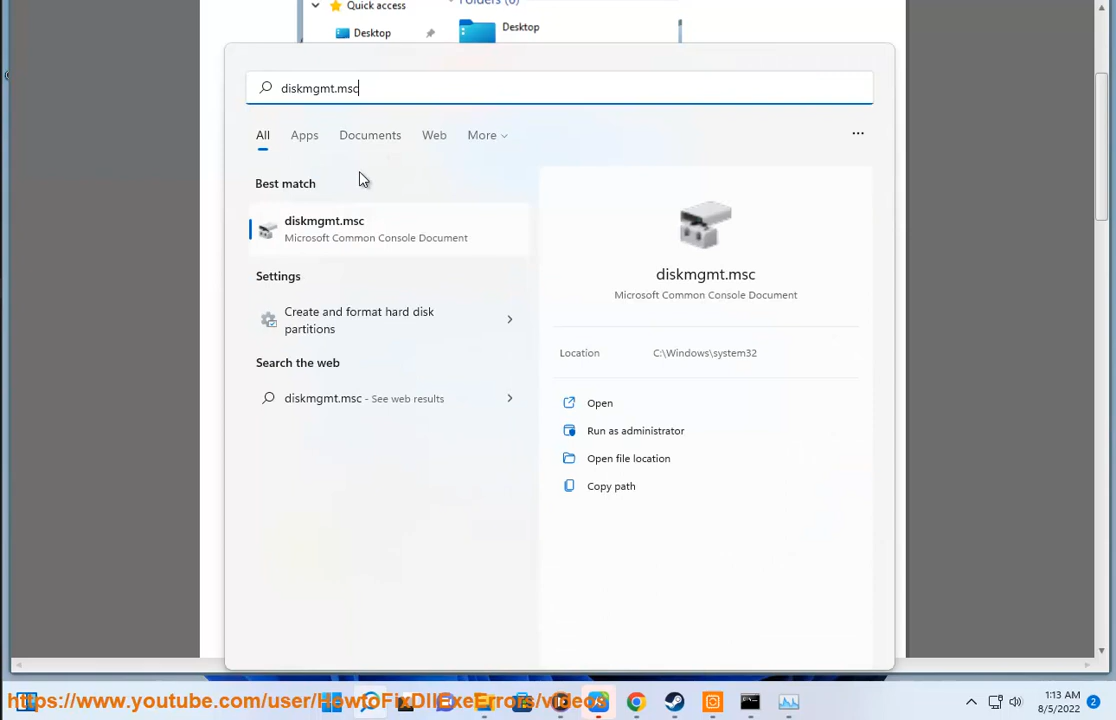 Quick access
Folders (6)
Desktop
Desktop
diskmgmt.msc
All Apps Documents Web More
Best match
diskmgmt.msc
Microsoft Common Console Document
Settings
Create and format hard disk
partitions
Search the web
diskmgmt.msc - See web results
diskmgmt.msc
Microsoft Common Console Document
Location C:\Windows\system32
Open
Run as administrator
Open file location
Copy path
https://www.youtube.com/user/HowtoFixDllExeErrors/videos
1:13 AM
8/5/2022
2